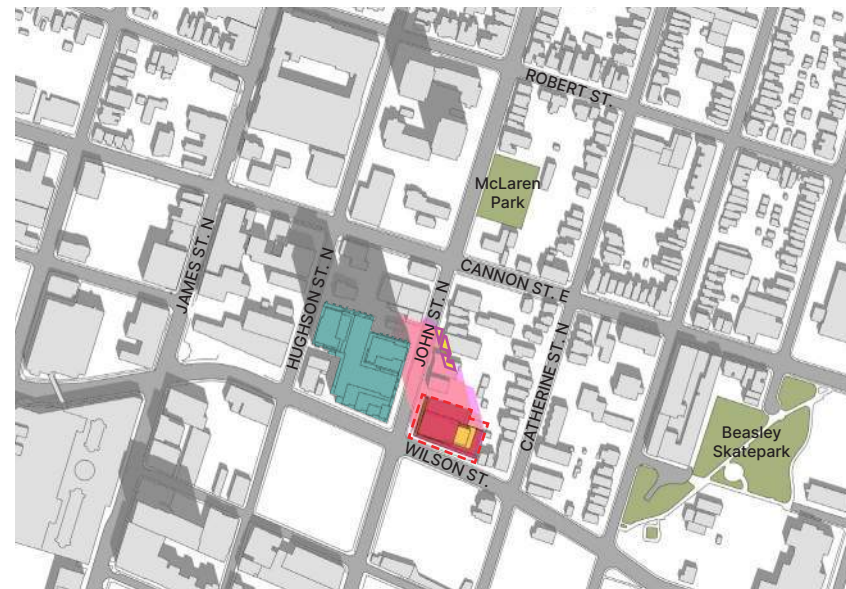 ROBERT ST.
McLaren
Park
JAMES ST. N
HUGHSON ST. N
JOHN ST. N
CANNON ST. E
CATHERINE ST. N
Beasley
Skatepark
WILSON ST.